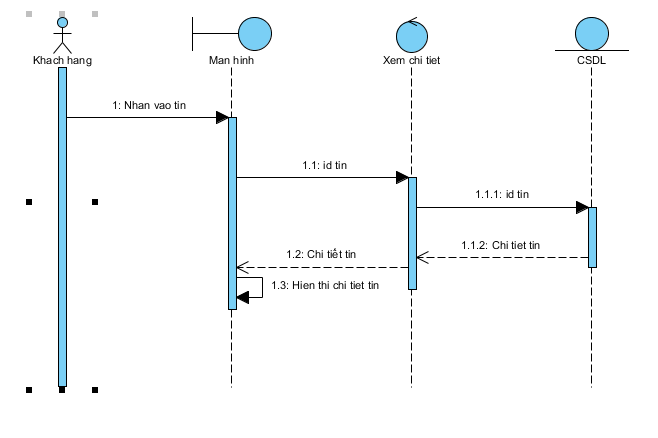 Khach hang
Man hinh
Xem chi tiet
CSDL
1: Nhan vao tin
1.1: id tin
1.1.1: id tin
1.1.2: Chi tiet tin
1.2: Chi tiết tin
1.3: Hien thi chi tiet tin